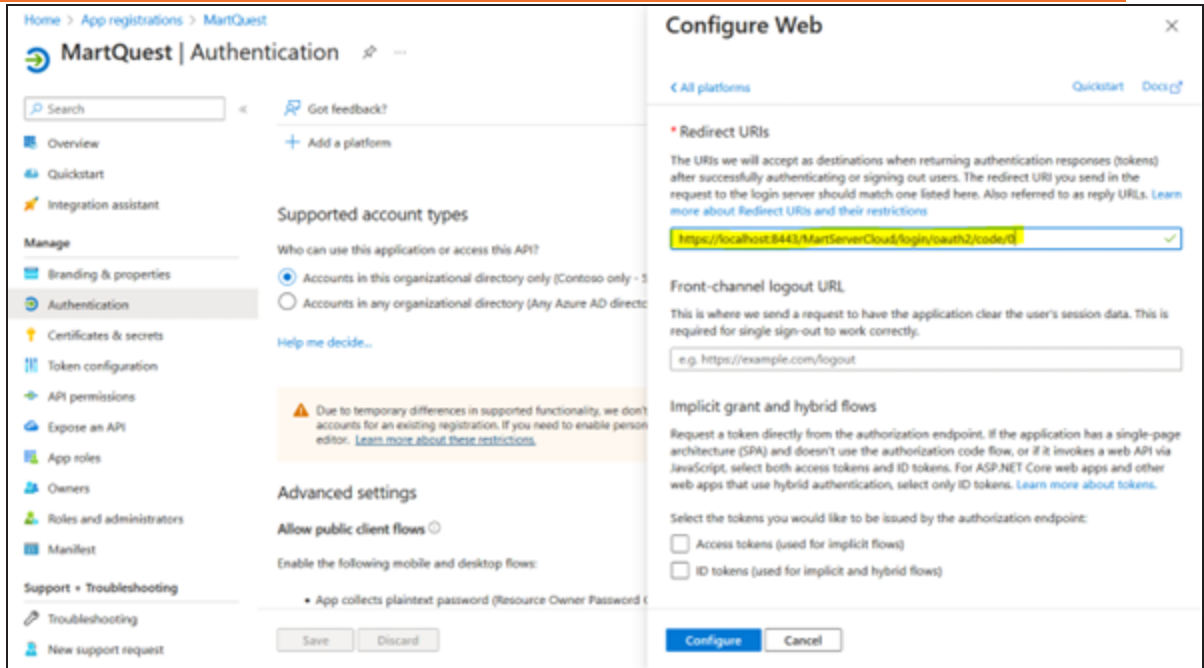 Home > App registrations > MartQuest
MartQuest | Authentication
Search
Overview
Quickstart
Integration assistant
Manage
Branding & properties
Authentication
Certificates & secrets
Token configuration
API permissions
Expose an API
App roles
Owners
Roles and administrators
Manifest
Support + Troubleshooting
Troubleshooting
New support request
Got feedback?
Add a platform
Supported account types
Who can use this application or access this API?
Accounts in this organizational directory only (Contoso only - S
Accounts in any organizational directory (Any Azure AD directo
Help me decide...
Due to temporary differences in supported functionality, we don't
accounts for an existing registration. If you need to enable person
editor. Learn more about these restrictions.
Advanced settings
Allow public client flows
Enable the following mobile and desktop flows:
• App collects plaintext password (Resource Owner Password
Save Discard
Configure Web
All platforms
Quickstart Docs
* Redirect URIs
The URIs we will accept as destinations when returning authentication responses (tokens)
after successfully authenticating or signing out users. The redirect URI you send in the
request to the login server should match one listed here. Also referred to as reply URLs. Learn
more about Redirect URIs and their restrictions
https://localhost:8443/MartServerCloud/login/oauth2/code/0
Front-channel logout URL
This is where we send a request to have the application clear the user's session data. This is
required for single sign-out to work correctly.
e.g. https://example.com/logout
Implicit grant and hybrid flows
Request a token directly from the authorization endpoint. If the application has a single-page
architecture (SPA) and doesn't use the authorization code flow, or if it invokes a web API via
JavaScript, select both access tokens and ID tokens. For ASP.NET Core web apps and other
web apps that use hybrid authentication, select only ID tokens. Learn more about tokens.
Select the tokens you would like to be issued by the authorization endpoint:
Access tokens (used for implicit flows)
ID tokens (used for implicit and hybrid flows)
Configure Cancel